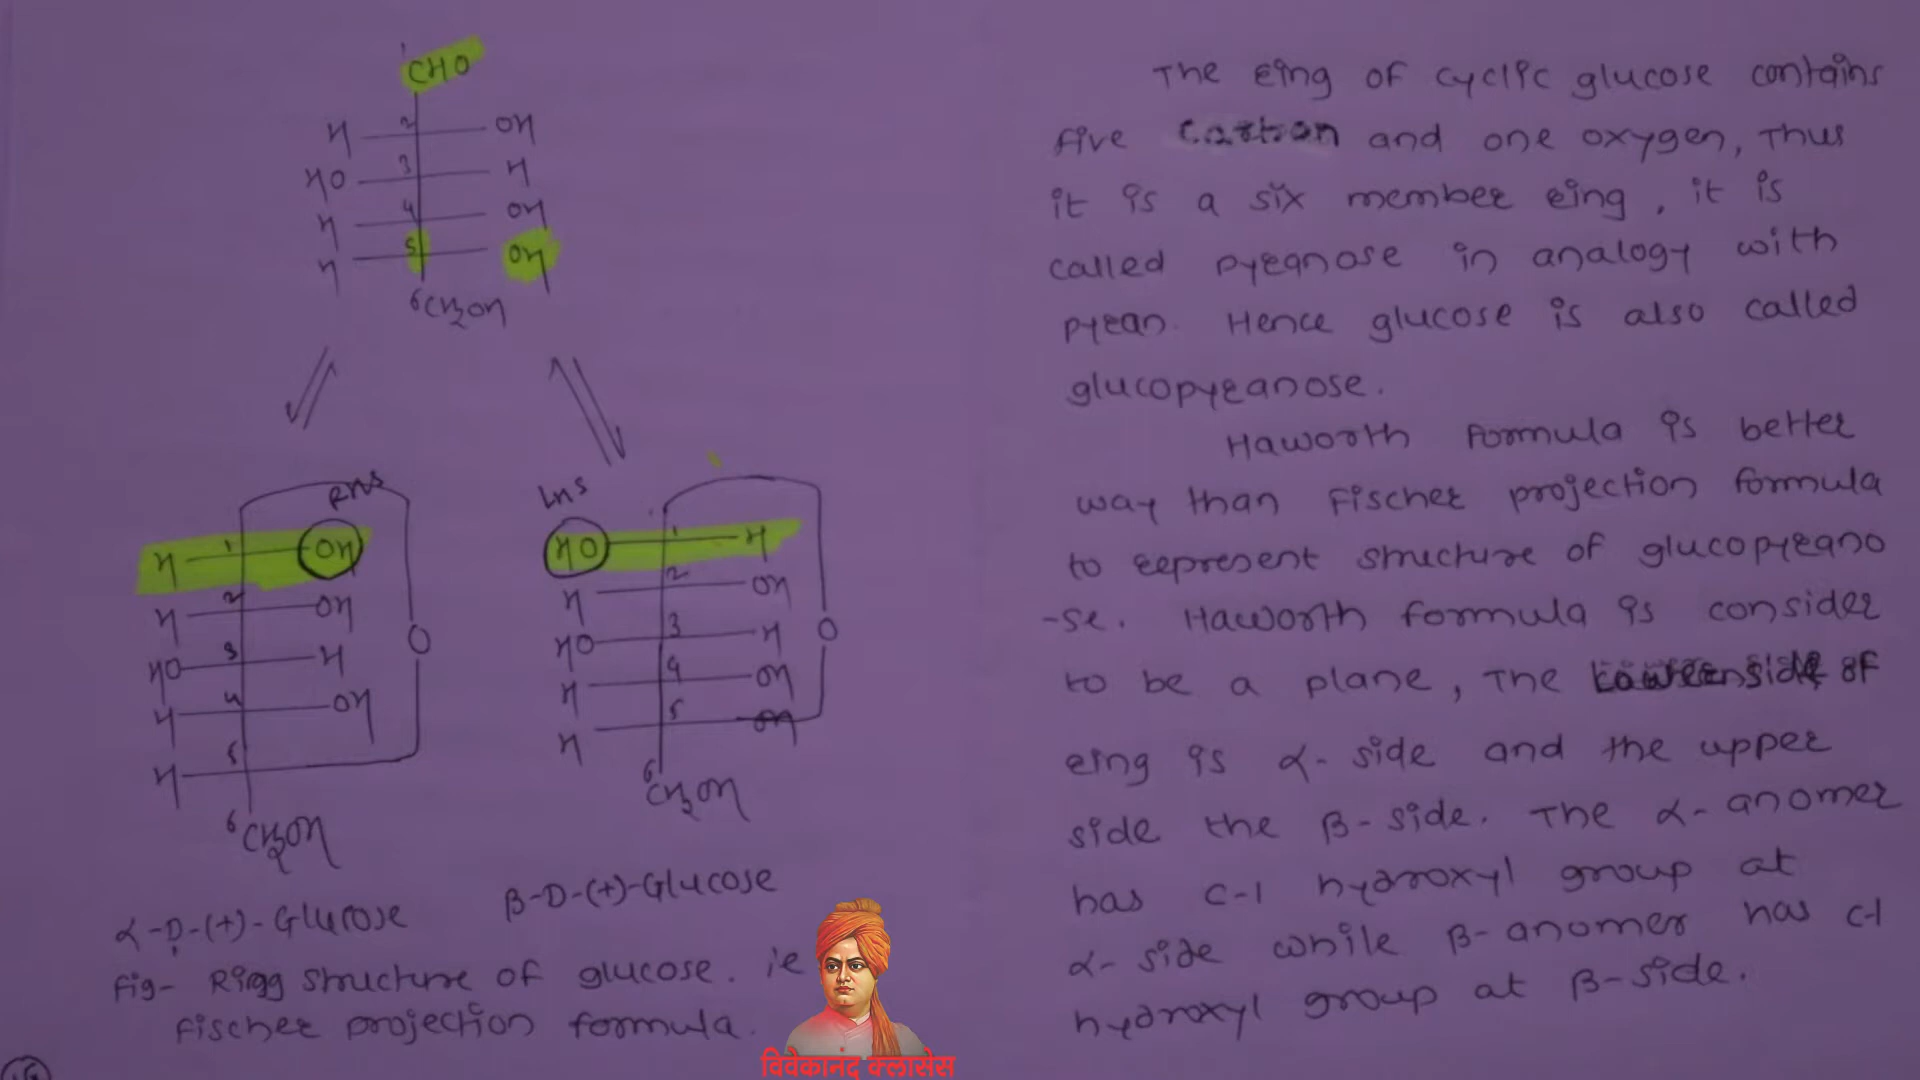 1
CHO
H 2 OH
HO 3 H
H 4 OH
H 5 OH
6CH2OH
RHS
H 1 OH
H 2 OH
HO 3 H
O
H 4 OH
H 5
6CH2OH
α-D-(+)-Glucose
LHS
HO 1 H
H 2 OH
HO 3 H
O
H 4 OH
H 5 OH
6CH2OH
β-D-(+)-Glucose
Fig- Ring structure of glucose. ie
Fischer projection formula.
The ring of cyclic glucose contains
five carbon and one oxygen, Thus
it is a six member ring, it is
called pyranose in analogy with
pyran. Hence glucose is also called
glucopyranose.
Haworth formula is better
way than Fischer projection formula
to represent structure of glucopyrano
-se. Haworth formula is consider
to be a plane, The Lower side of
ring is α-side and the upper
side the β-side. The α-anomer
has C-1 hydroxyl group at
α-side while β-anomer has C-1
hydroxyl group at β-side.
विवेकानंद क्लासेस